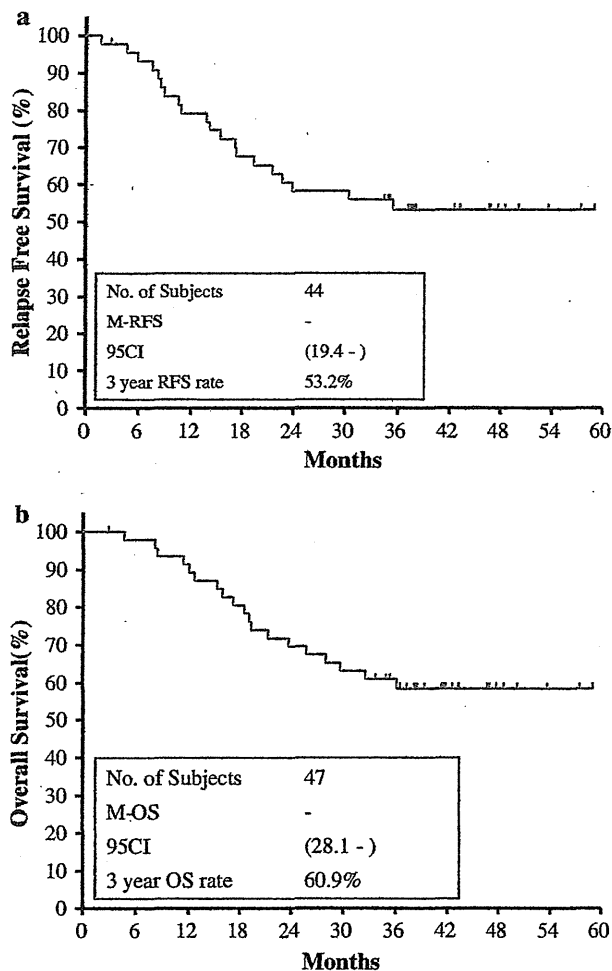 a
100
90
80
70
60
50
40
30
20
10
0
Relapse Free Survival (%)
No. of Subjects 44
M-RFS -
95CI (19.4 - )
3 year RFS rate 53.2%
0 6 12 18 24 30 36 42 48 54 60
Months
b
100
90
80
70
60
50
40
30
20
10
0
Overall Survival(%)
No. of Subjects 47
M-OS -
95CI (28.1 - )
3 year OS rate 60.9%
0 6 12 18 24 30 36 42 48 54 60
Months